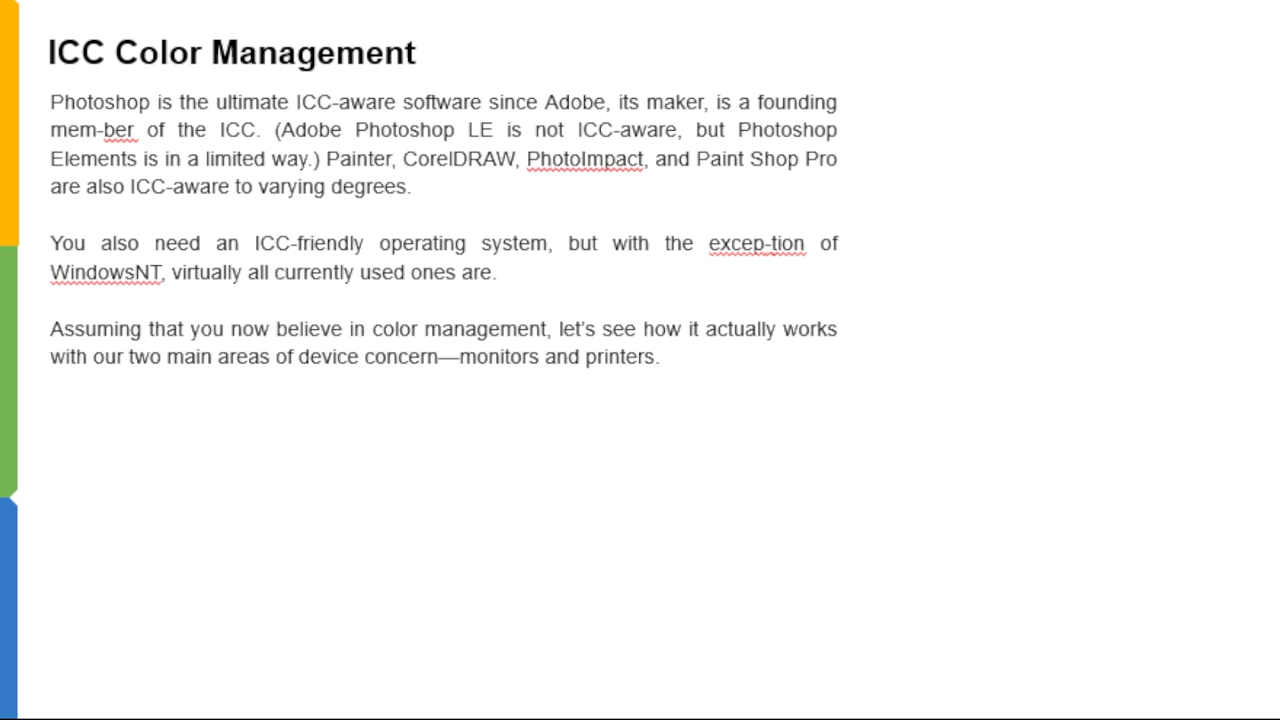 ICC Color Management
Photoshop is the ultimate ICC-aware software since Adobe, its maker, is a founding
mem-ber of the ICC. (Adobe Photoshop LE is not ICC-aware, but Photoshop
Elements is in a limited way.) Painter, CorelDRAW, PhotoImpact, and Paint Shop Pro
are also ICC-aware to varying degrees.
You also need an ICC-friendly operating system, but with the excep-tion of
WindowsNT, virtually all currently used ones are.
Assuming that you now believe in color management, let’s see how it actually works
with our two main areas of device concern—monitors and printers.